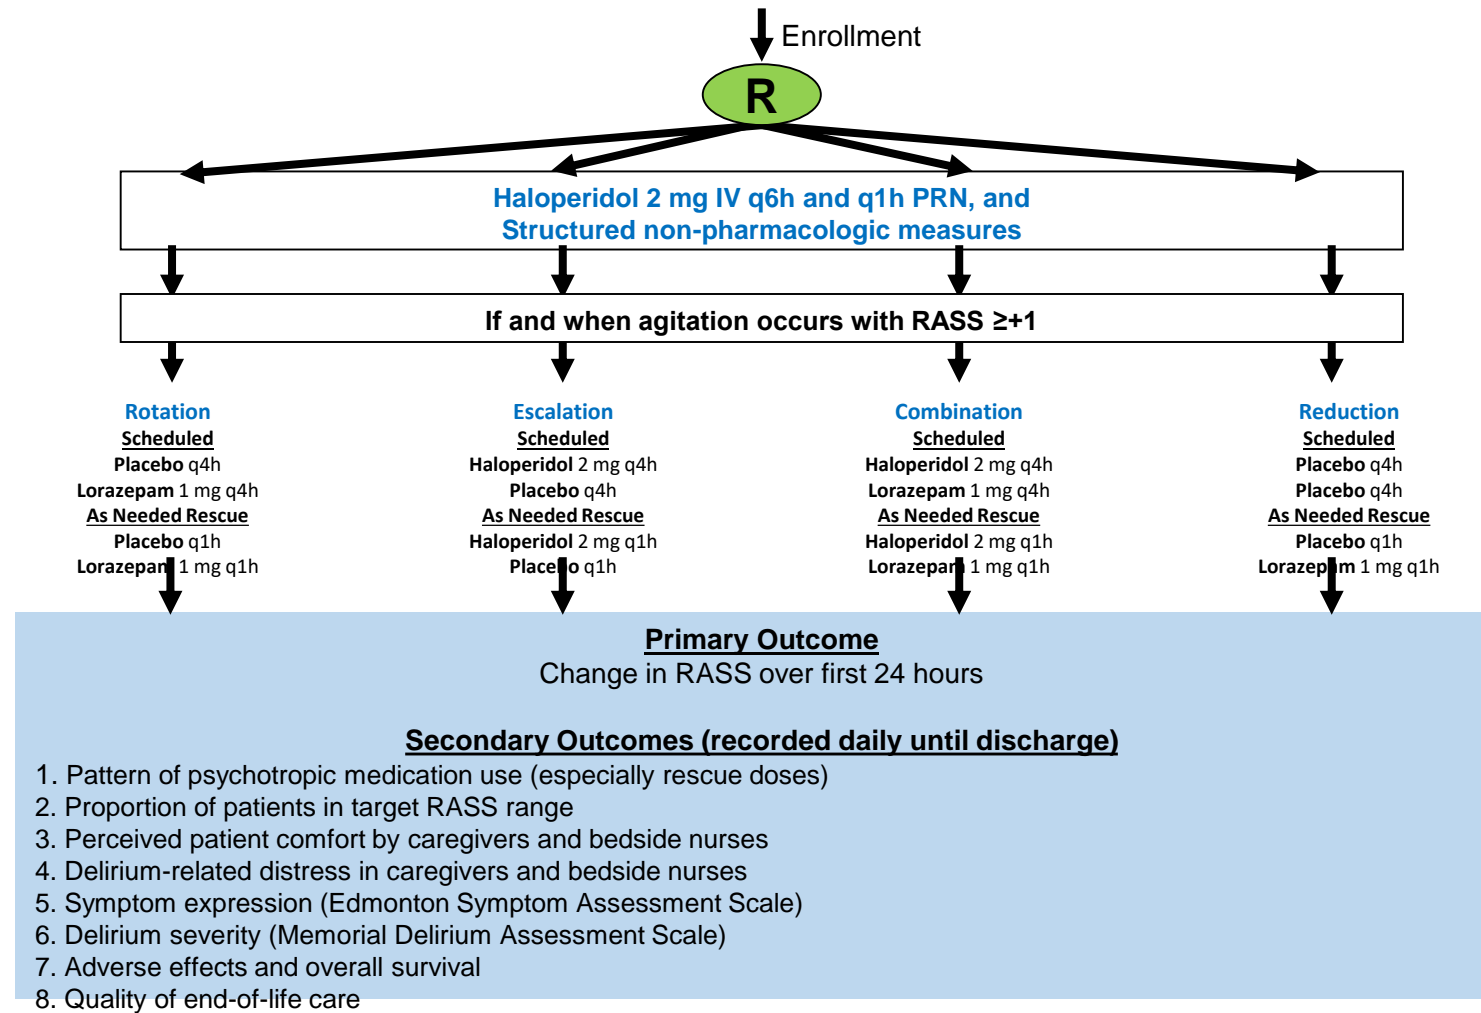 Enrollment
R
Haloperidol 2 mg IV q6h and q1h PRN, and
Structured non-pharmacologic measures
If and when agitation occurs with RASS ≥+1
Rotation
Scheduled
Placebo q4h
Lorazepam 1 mg q4h
As Needed Rescue
Placebo q1h
Lorazepam 1 mg q1h
Escalation
Scheduled
Haloperidol 2 mg q4h
Placebo q4h
As Needed Rescue
Haloperidol 2 mg q1h
Placebo q1h
Combination
Scheduled
Haloperidol 2 mg q4h
Lorazepam 1 mg q4h
As Needed Rescue
Haloperidol 2 mg q1h
Lorazepam 1 mg q1h
Reduction
Scheduled
Placebo q4h
Placebo q4h
As Needed Rescue
Placebo q1h
Lorazepam 1 mg q1h
Primary Outcome
Change in RASS over first 24 hours
Secondary Outcomes (recorded daily until discharge)
1. Pattern of psychotropic medication use (especially rescue doses)
2. Proportion of patients in target RASS range
3. Perceived patient comfort by caregivers and bedside nurses
4. Delirium-related distress in caregivers and bedside nurses
5. Symptom expression (Edmonton Symptom Assessment Scale)
6. Delirium severity (Memorial Delirium Assessment Scale)
7. Adverse effects and overall survival
8. Quality of end-of-life care